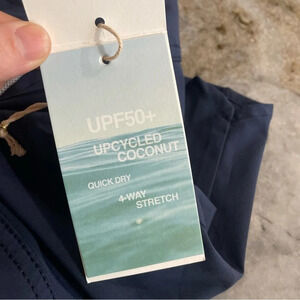 UPF50+
UPCYCLED
COCONUT
QUICK DRY
4-WAY
STRETCH